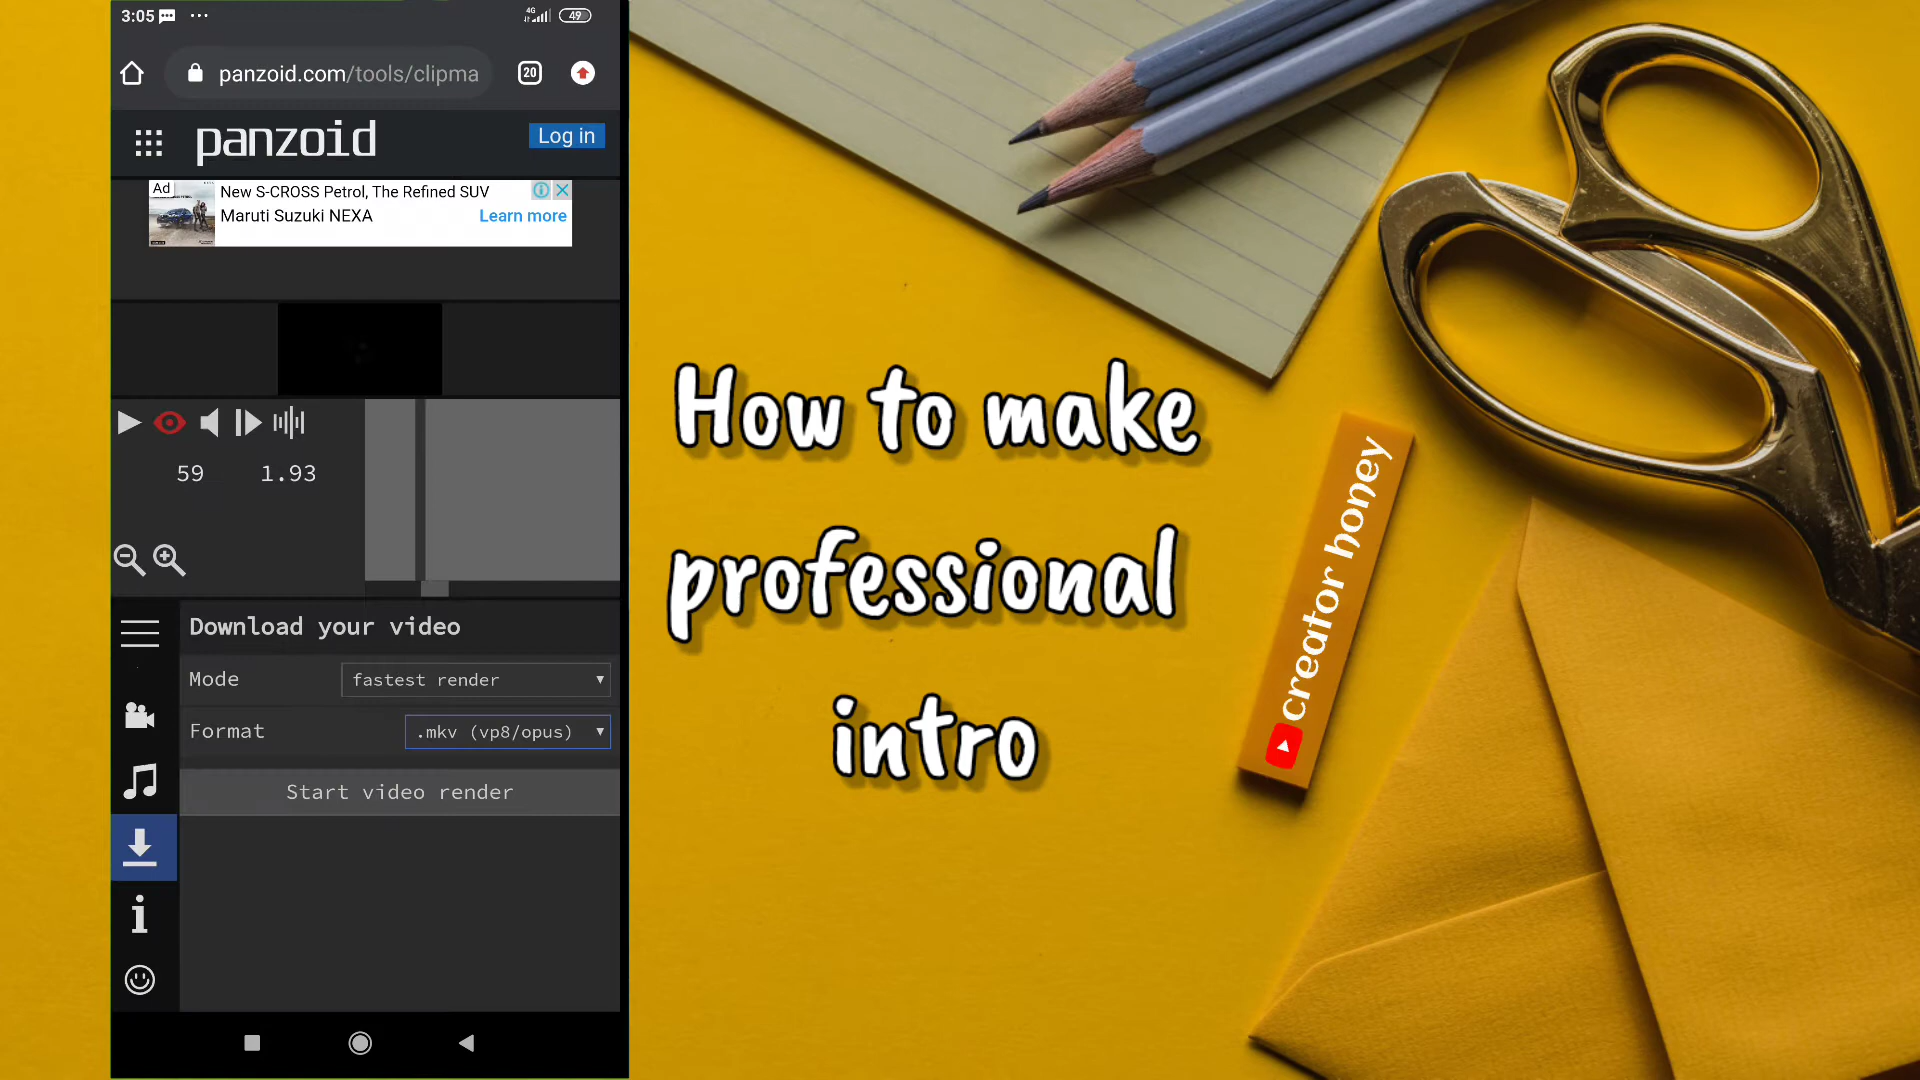 3:05
4G
49
panzoid.com/tools/clipma
20
panzoid
Log in
Ad
New S-CROSS Petrol, The Refined SUV
Maruti Suzuki NEXA
Learn more
59 1.93
Download your video
Mode
fastest render
Format
.mkv (vp8/opus)
Start video render
How to make
professional
intro
creator honey